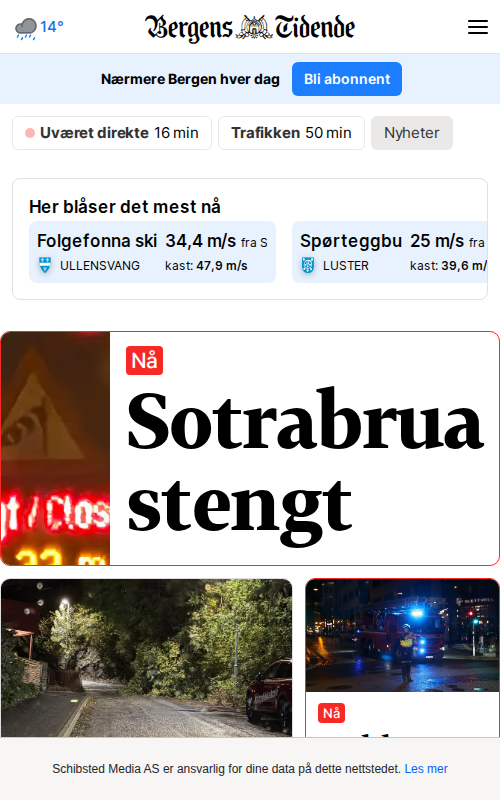 14°
Bergens Tidende
Nærmere Bergen hver dag
Bli abonnent
Uværet direkte 16 min
Trafikken 50 min
Nyheter
Her blåser det mest nå
Folgefonna ski 34,4 m/s fra S
ULLENSVANG kast: 47,9 m/s
Spørteggbu 25 m/s fra
LUSTER kast: 39,6 m/
Nå
Sotrabrua
stengt
gt / Clos
Nå
Schibsted Media AS er ansvarlig for dine data på dette nettstedet. Les mer